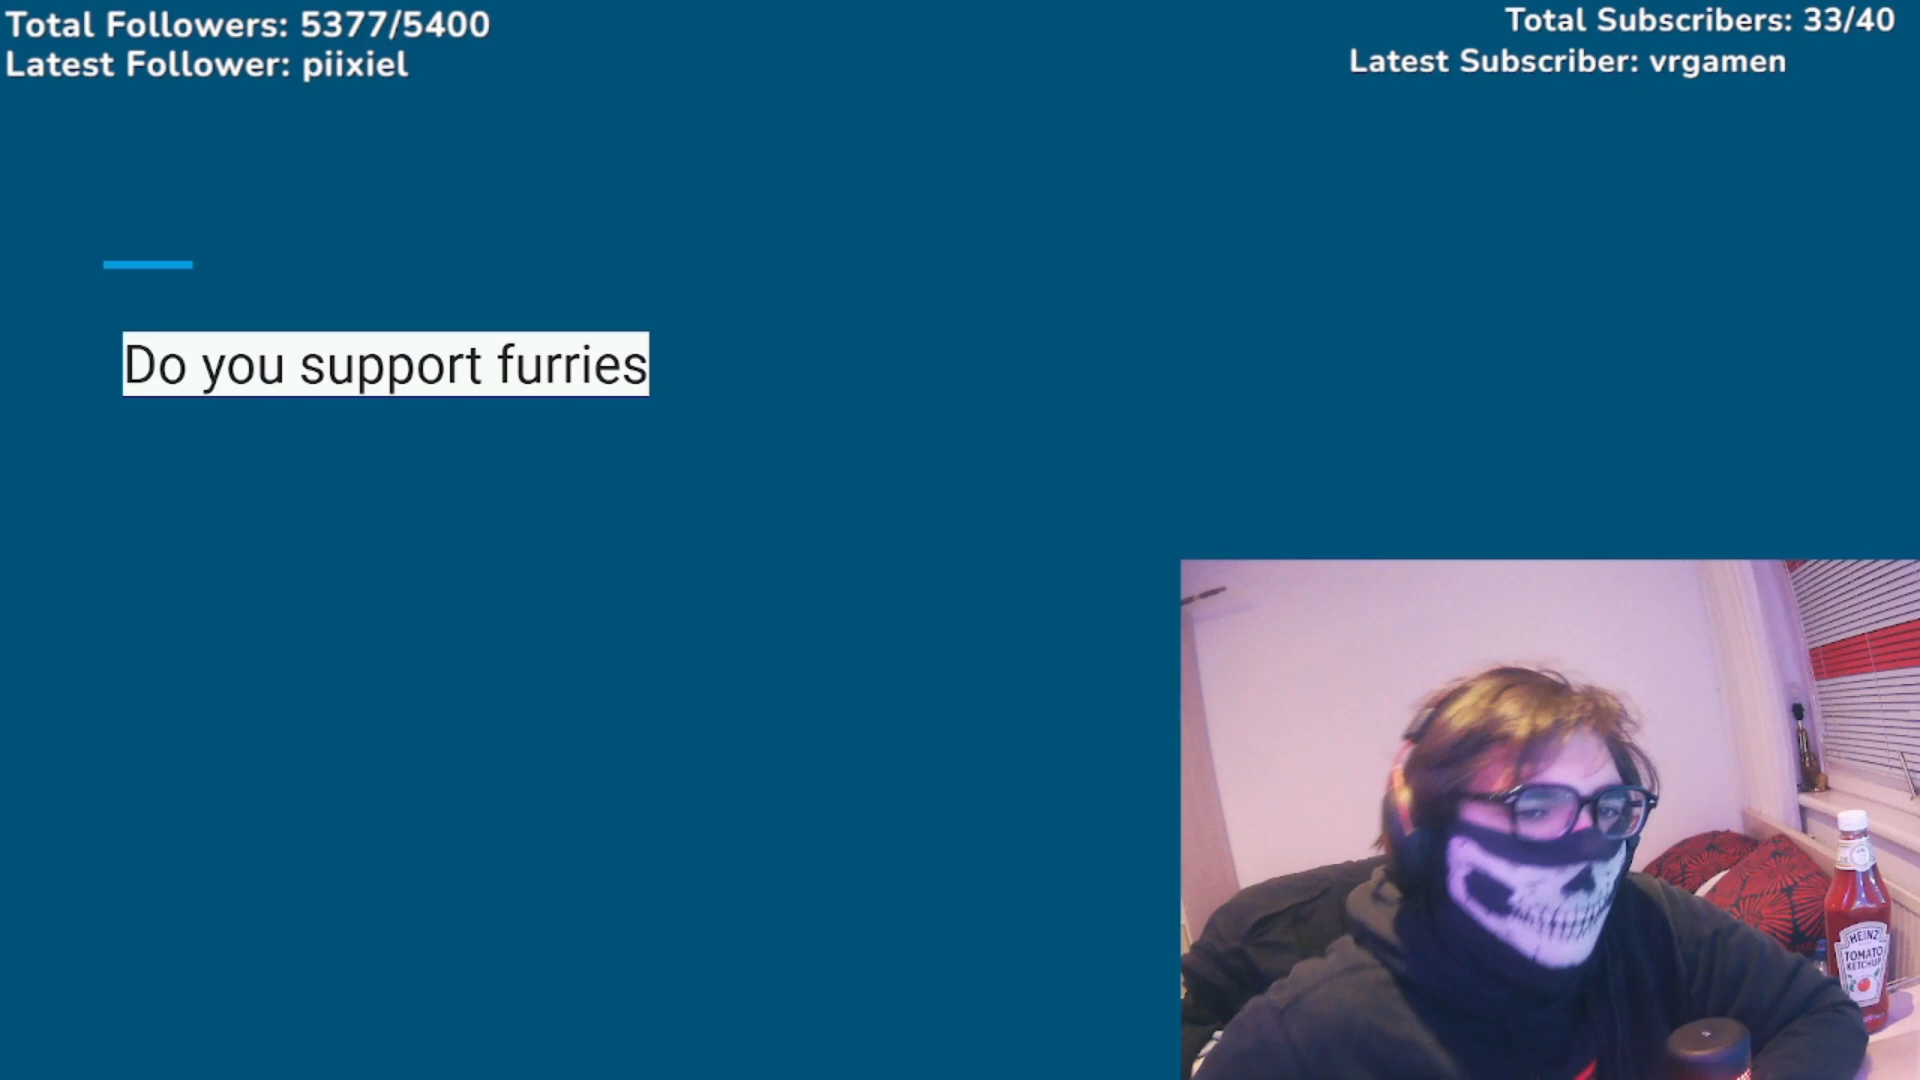 Total Followers: 5377/5400
Latest Follower: piixiel
Total Subscribers: 33/40
Latest Subscriber: vrgamen
Do you support furries
HEINZ
TOMATO
KETCHUP